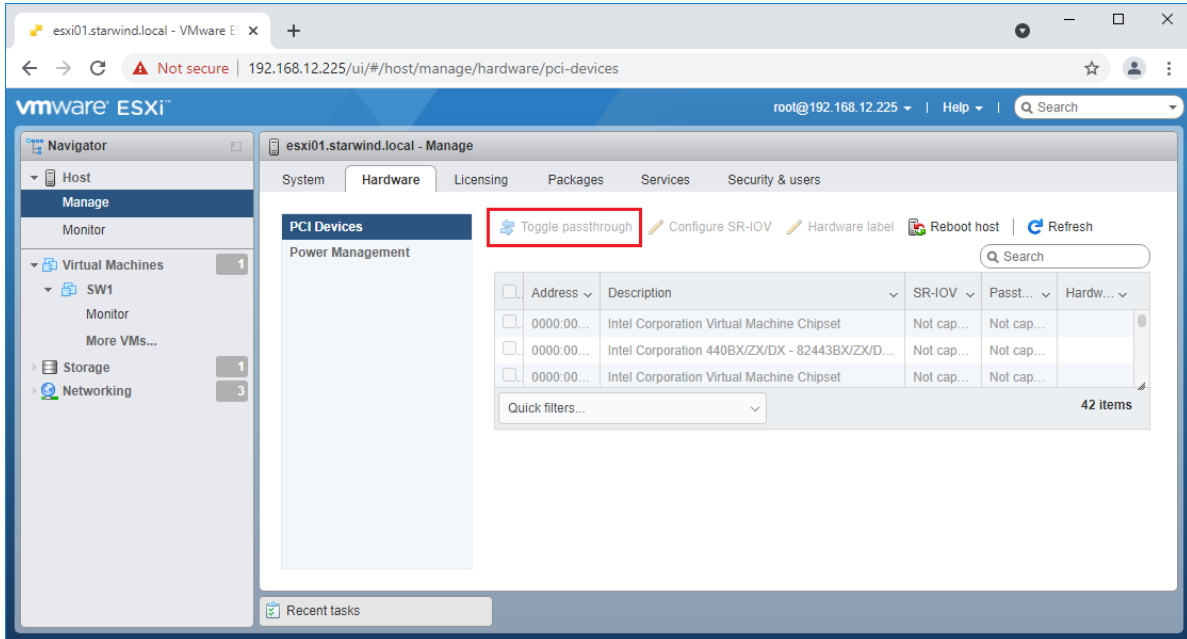 esxi01.starwind.local - VMware E
Not secure | 192.168.12.225/ui/#/host/manage/hardware/pci-devices
vmware ESXi™
root@192.168.12.225 | Help | Search
Navigator
Host
Manage
Monitor
Virtual Machines 1
SW1
Monitor
More VMs...
Storage 1
Networking 3
esxi01.starwind.local - Manage
System Hardware Licensing Packages Services Security & users
PCI Devices
Power Management
Toggle passthrough Configure SR-IOV Hardware label Reboot host | Refresh
Search
Address Description SR-IOV Passt... Hardw...
0000:00... Intel Corporation Virtual Machine Chipset Not cap... Not cap...
0000:00... Intel Corporation 440BX/ZX/DX - 82443BX/ZX/D... Not cap... Not cap...
0000:00... Intel Corporation Virtual Machine Chipset Not cap... Not cap...
Quick filters... 42 items
Recent tasks